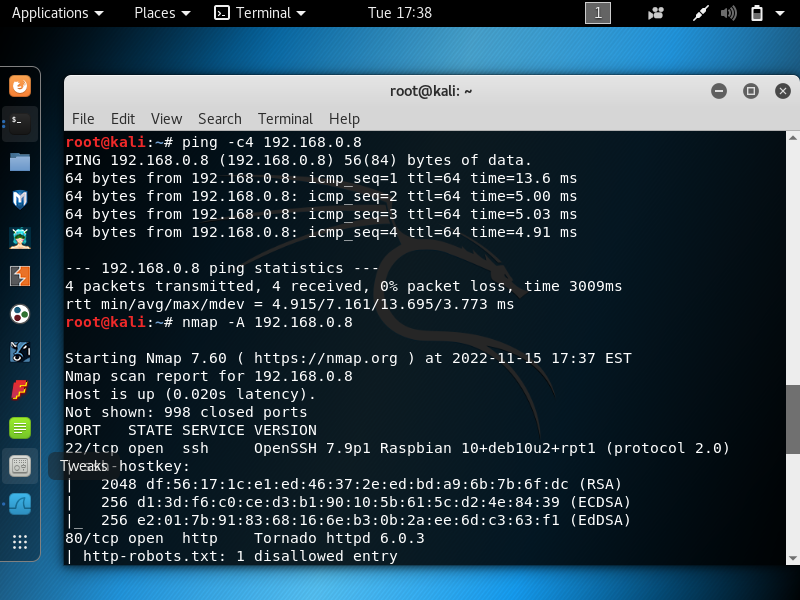 Applications Places Terminal Tue 17:38 1
root@kali: ~
File Edit View Search Terminal Help
root@kali:~# ping -c4 192.168.0.8
PING 192.168.0.8 (192.168.0.8) 56(84) bytes of data.
64 bytes from 192.168.0.8: icmp_seq=1 ttl=64 time=13.6 ms
64 bytes from 192.168.0.8: icmp_seq=2 ttl=64 time=5.00 ms
64 bytes from 192.168.0.8: icmp_seq=3 ttl=64 time=5.03 ms
64 bytes from 192.168.0.8: icmp_seq=4 ttl=64 time=4.91 ms
--- 192.168.0.8 ping statistics ---
4 packets transmitted, 4 received, 0% packet loss, time 3009ms
rtt min/avg/max/mdev = 4.915/7.161/13.695/3.773 ms
root@kali:~# nmap -A 192.168.0.8
Starting Nmap 7.60 ( https://nmap.org ) at 2022-11-15 17:37 EST
Nmap scan report for 192.168.0.8
Host is up (0.020s latency).
Not shown: 998 closed ports
PORT   STATE SERVICE VERSION
22/tcp open  ssh     OpenSSH 7.9p1 Raspbian 10+deb10u2+rpt1 (protocol 2.0)
Tweaks
-hostkey:
|   2048 df:56:17:1c:e1:ed:46:37:2e:ed:bd:a9:6b:7b:6f:dc (RSA)
|   256 d1:3d:f6:c0:ce:d3:b1:90:10:5b:61:5c:d2:4e:84:39 (ECDSA)
|_  256 e2:01:7b:91:83:68:16:6e:b3:0b:2a:ee:6d:c3:63:f1 (EdDSA)
80/tcp open  http    Tornado httpd 6.0.3
| http-robots.txt: 1 disallowed entry